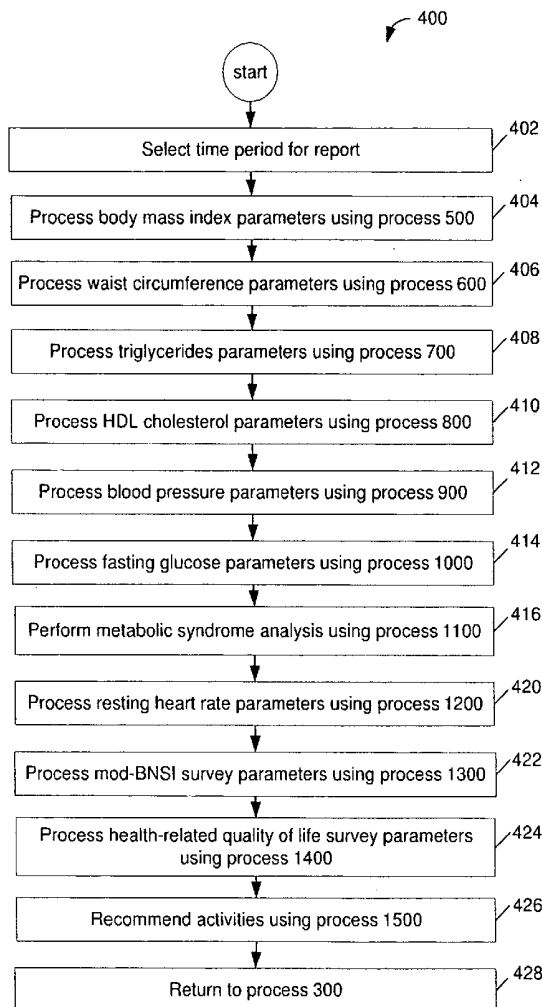 400
start
402
Select time period for report
404
Process body mass index parameters using process 500
406
Process waist circumference parameters using process 600
408
Process triglycerides parameters using process 700
410
Process HDL cholesterol parameters using process 800
412
Process blood pressure parameters using process 900
414
Process fasting glucose parameters using process 1000
416
Perform metabolic syndrome analysis using process 1100
420
Process resting heart rate parameters using process 1200
422
Process mod-BNSI survey parameters using process 1300
424
Process health-related quality of life survey parameters
using process 1400
426
Recommend activities using process 1500
428
Return to process 300